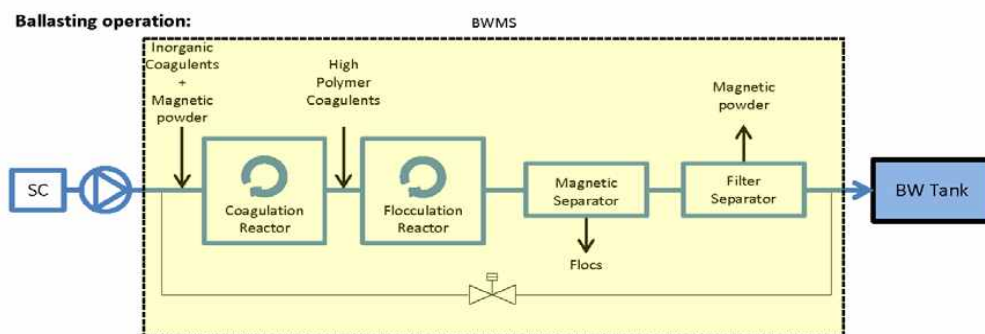 Ballasting operation:
BWMS
Inorganic
Coagulents
+
Magnetic
powder
High
Polymer
Coagulents
Magnetic
powder
SC
Coagulation
Reactor
Flocculation
Reactor
Magnetic
Separator
Filter
Separator
BW Tank
Flocs